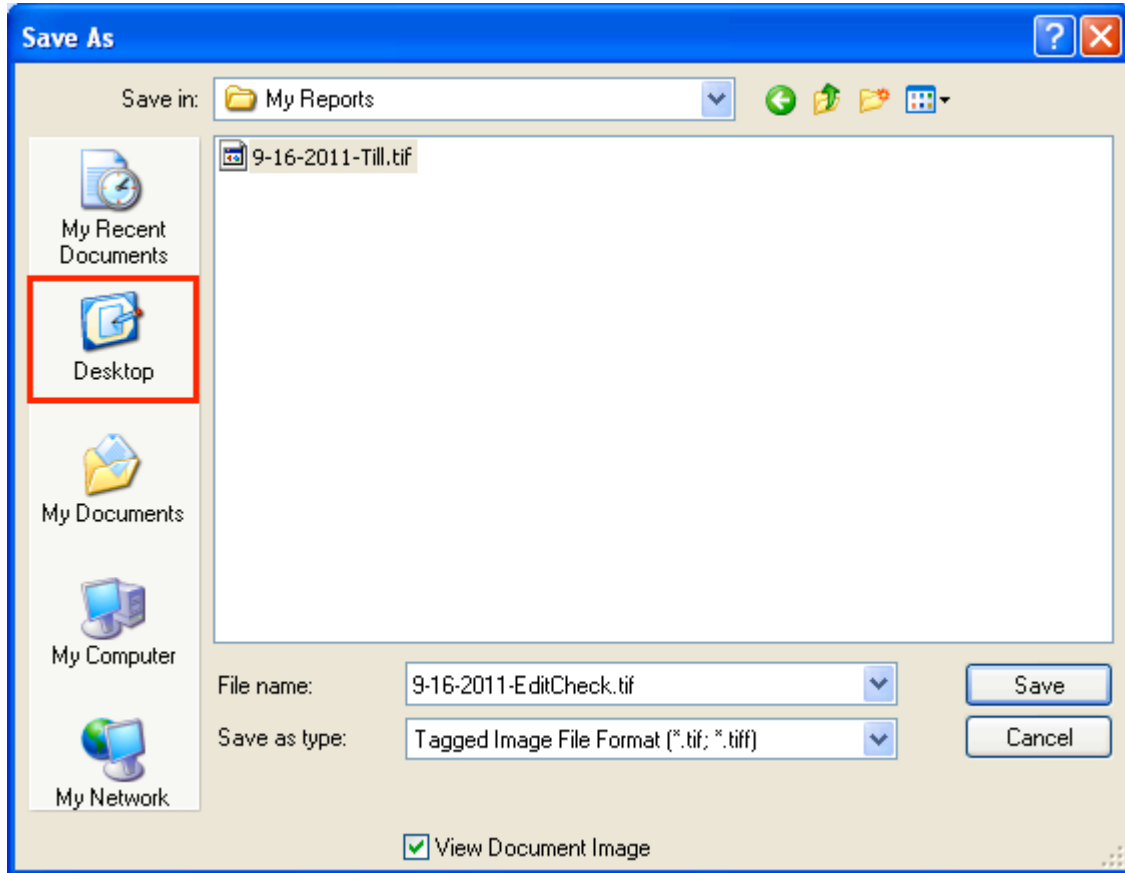 Save As
Save in:
My Reports
9-16-2011-Till.tif
My Recent
Documents
Desktop
My Documents
My Computer
My Network
File name:
9-16-2011-EditCheck.tif
Save
Save as type:
Tagged Image File Format (*.tif; *.tiff)
Cancel
View Document Image